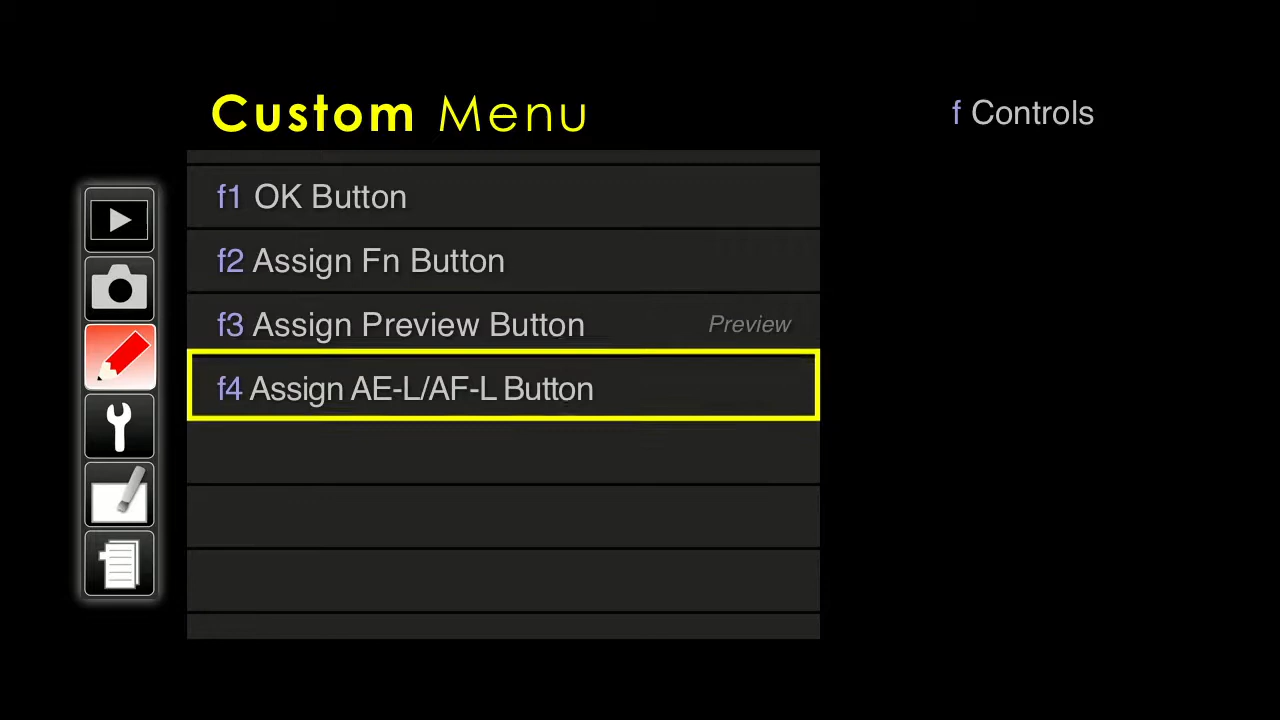 Custom Menu
f Controls
f1 OK Button
f2 Assign Fn Button
f3 Assign Preview Button Preview
f4 Assign AE-L/AF-L Button